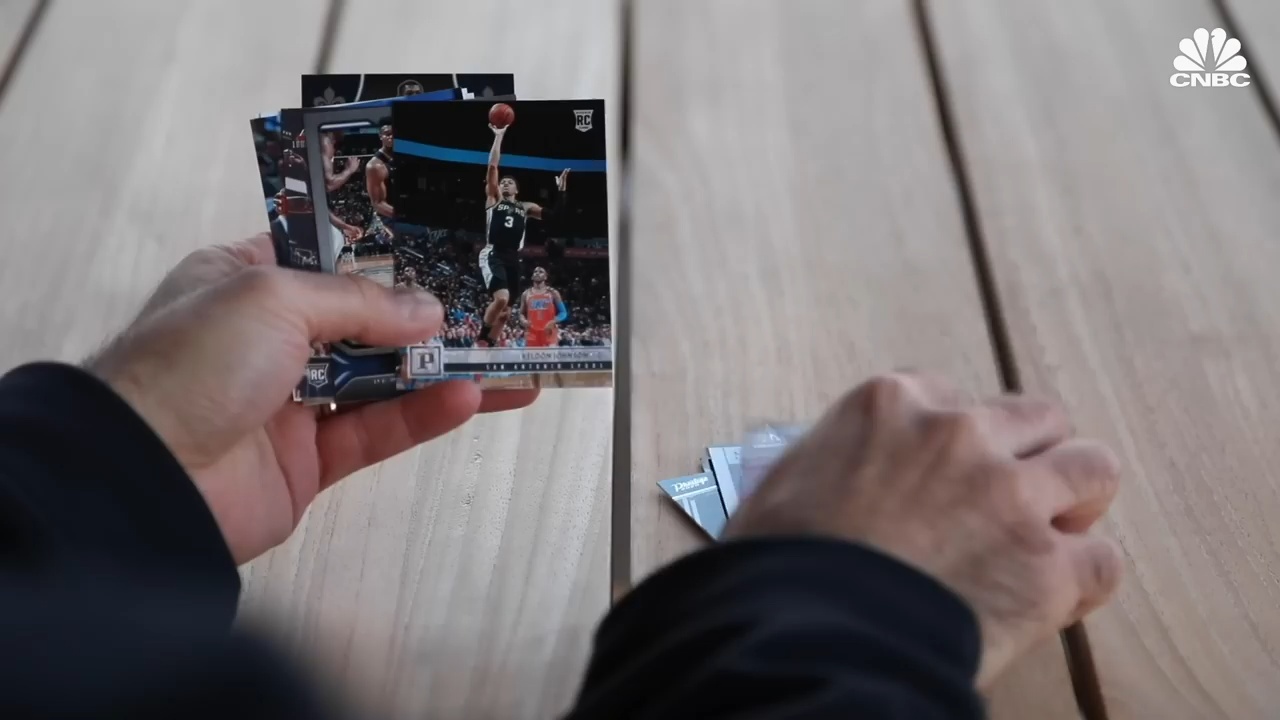 CNBC
RC
SPURS
3
P
KELDON JOHNSON
SAN ANTONIO SPURS
RC
Prestige